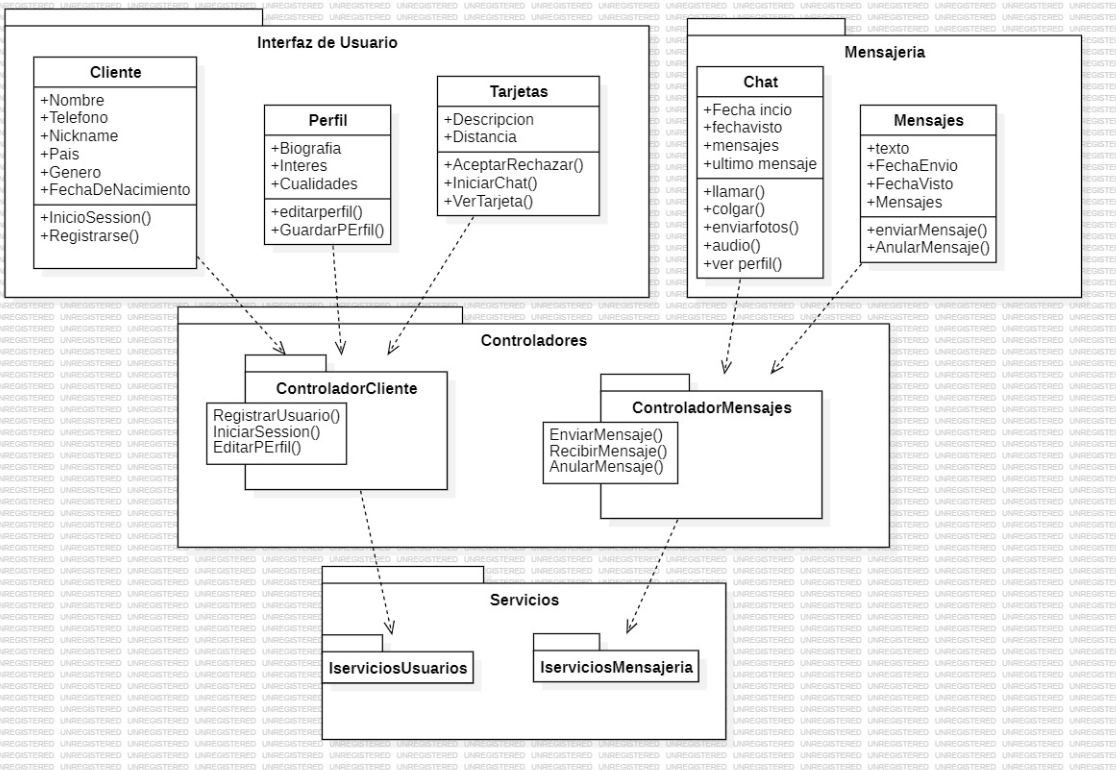 Interfaz de Usuario
Cliente
+Nombre
+Telefono
+Nickname
+Pais
+Genero
+FechaDeNacimiento
+InicioSession()
+Registrarse()
Perfil
+Biografia
+Interes
+Cualidades
+editarperfil()
+GuardarPErfil()
Tarjetas
+Descripcion
+Distancia
+AceptarRechazar()
+IniciarChat()
+VerTarjeta()
Mensajeria
Chat
+Fecha incio
+fechavisto
+mensajes
+ultimo mensaje
+llamar()
+colgar()
+enviarfotos()
+audio()
+ver perfil()
Mensajes
+texto
+FechaEnvio
+FechaVisto
+Mensajes
+enviarMensaje()
+AnularMensaje()
Controladores
ControladorCliente
RegistrarUsuario()
IniciarSession()
EditarPErfil()
ControladorMensajes
EnviarMensaje()
RecibirMensaje()
AnularMensaje()
Servicios
IserviciosUsuarios
IserviciosMensajeria
UNREGISTERED